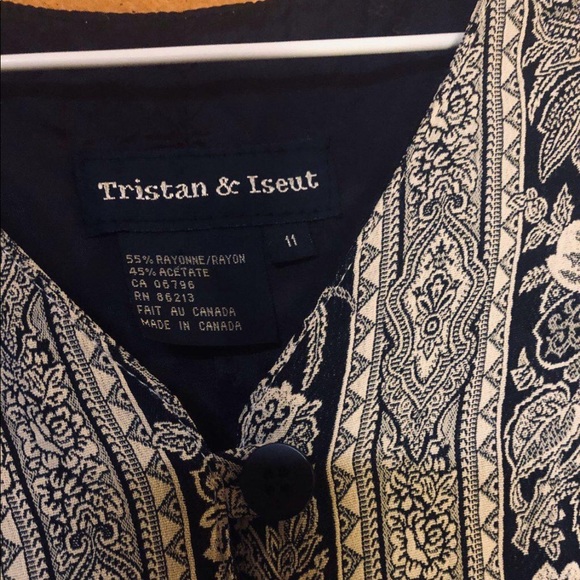 Tristan & Iseut
11
55% RAYONNE/RAYON
45% ACÉTATE
CA 06796
RN 86213
FAIT AU CANADA
MADE IN CANADA